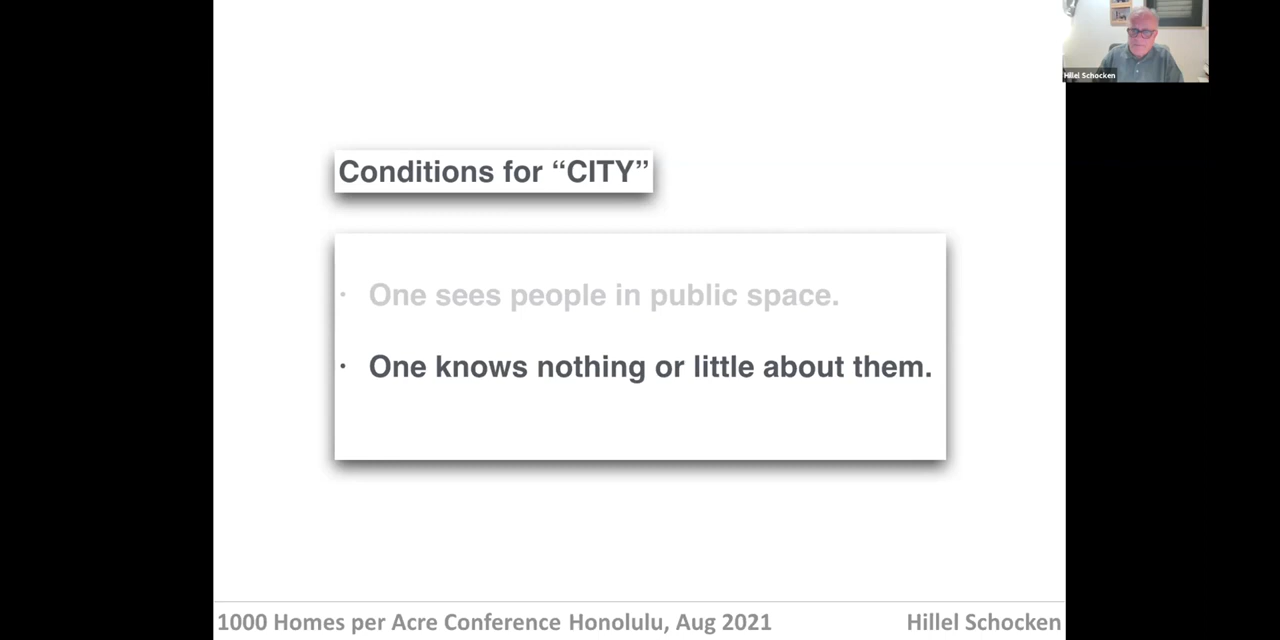 Hillel Schocken
Conditions for “CITY”
· One sees people in public space.
· One knows nothing or little about them.
1000 Homes per Acre Conference Honolulu, Aug 2021
Hillel Schocken